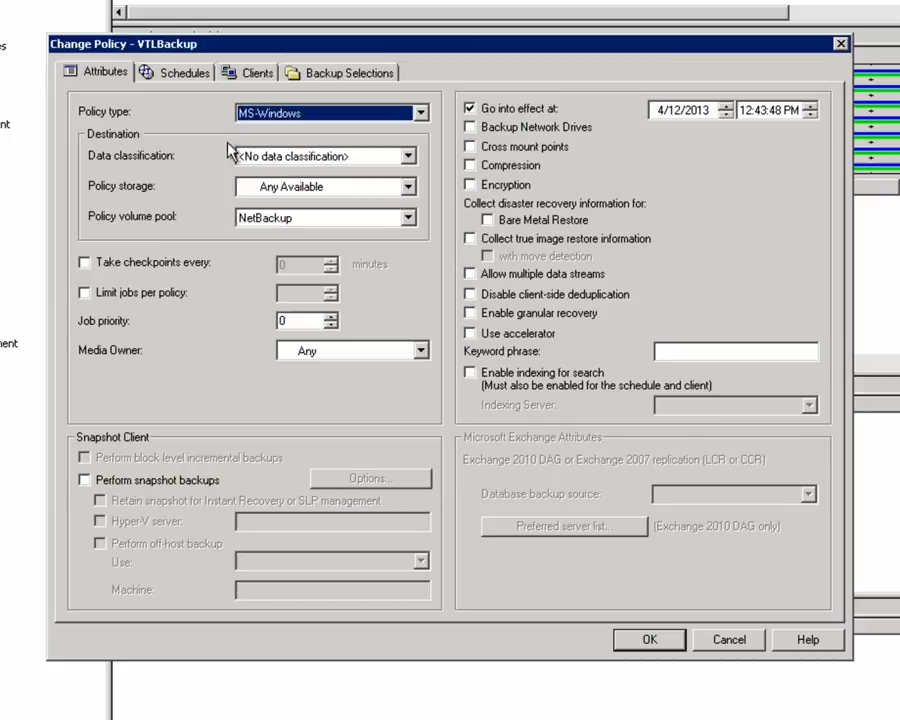 es
nt
ment
Change Policy - VTLBackup
Attributes
Schedules
Clients
Backup Selections
Policy type:
MS-Windows
Destination
Data classification:
<No data classification>
Policy storage:
Any Available
Policy volume pool:
NetBackup
Take checkpoints every:
0
minutes
Limit jobs per policy:
Job priority:
0
Media Owner:
Any
Snapshot Client
Perform block level incremental backups
Perform snapshot backups
Options...
Retain snapshot for Instant Recovery or SLP management
Hyper-V server:
Perform off-host backup
Use:
Machine:
Go into effect at:
4/12/2013
12:43:48 PM
Backup Network Drives
Cross mount points
Compression
Encryption
Collect disaster recovery information for:
Bare Metal Restore
Collect true image restore information
with move detection
Allow multiple data streams
Disable client-side deduplication
Enable granular recovery
Use accelerator
Keyword phrase:
Enable indexing for search
(Must also be enabled for the schedule and client)
Indexing Server:
Microsoft Exchange Attributes
Exchange 2010 DAG or Exchange 2007 replication (LCR or CCR)
Database backup source:
Preferred server list...
(Exchange 2010 DAG only)
OK
Cancel
Help